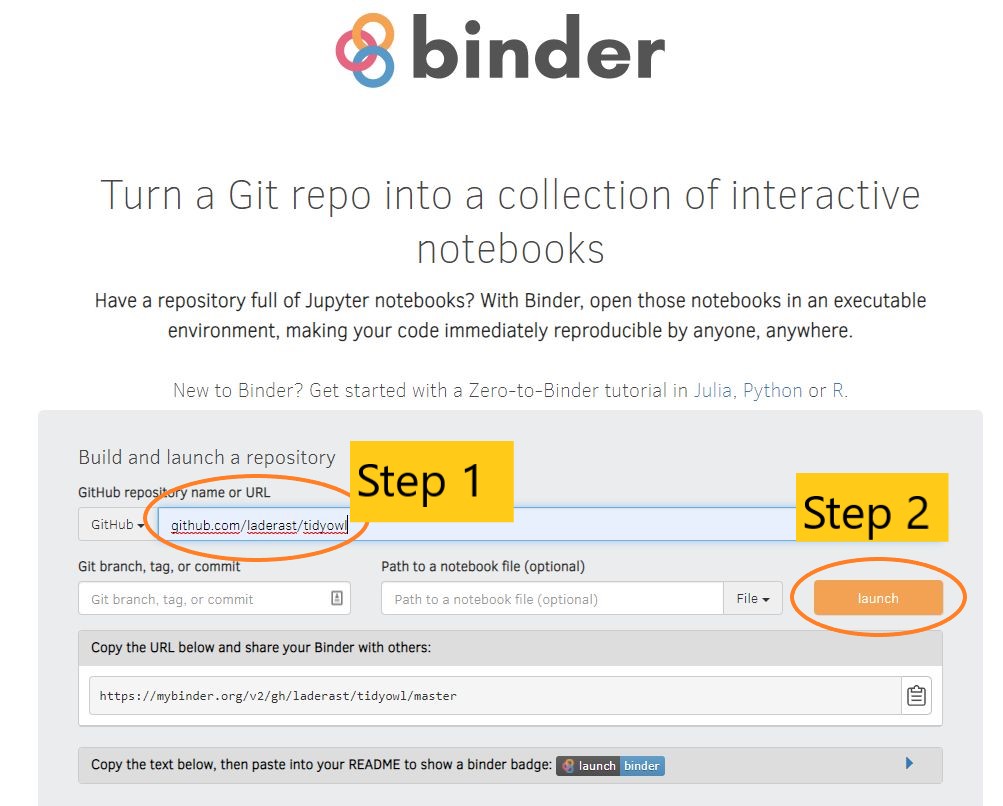 binder
Turn a Git repo into a collection of interactive
notebooks
Have a repository full of Jupyter notebooks? With Binder, open those notebooks in an executable
environment, making your code immediately reproducible by anyone, anywhere.
New to Binder? Get started with a Zero-to-Binder tutorial in Julia, Python or R.
Build and launch a repository
Step 1
GitHub repository name or URL
GitHub github.com/laderast/tidyowl
Step 2
Git branch, tag, or commit Path to a notebook file (optional)
Git branch, tag, or commit Path to a notebook file (optional) File launch
Copy the URL below and share your Binder with others:
https://mybinder.org/v2/gh/laderast/tidyowl/master
Copy the text below, then paste into your README to show a binder badge: launch binder